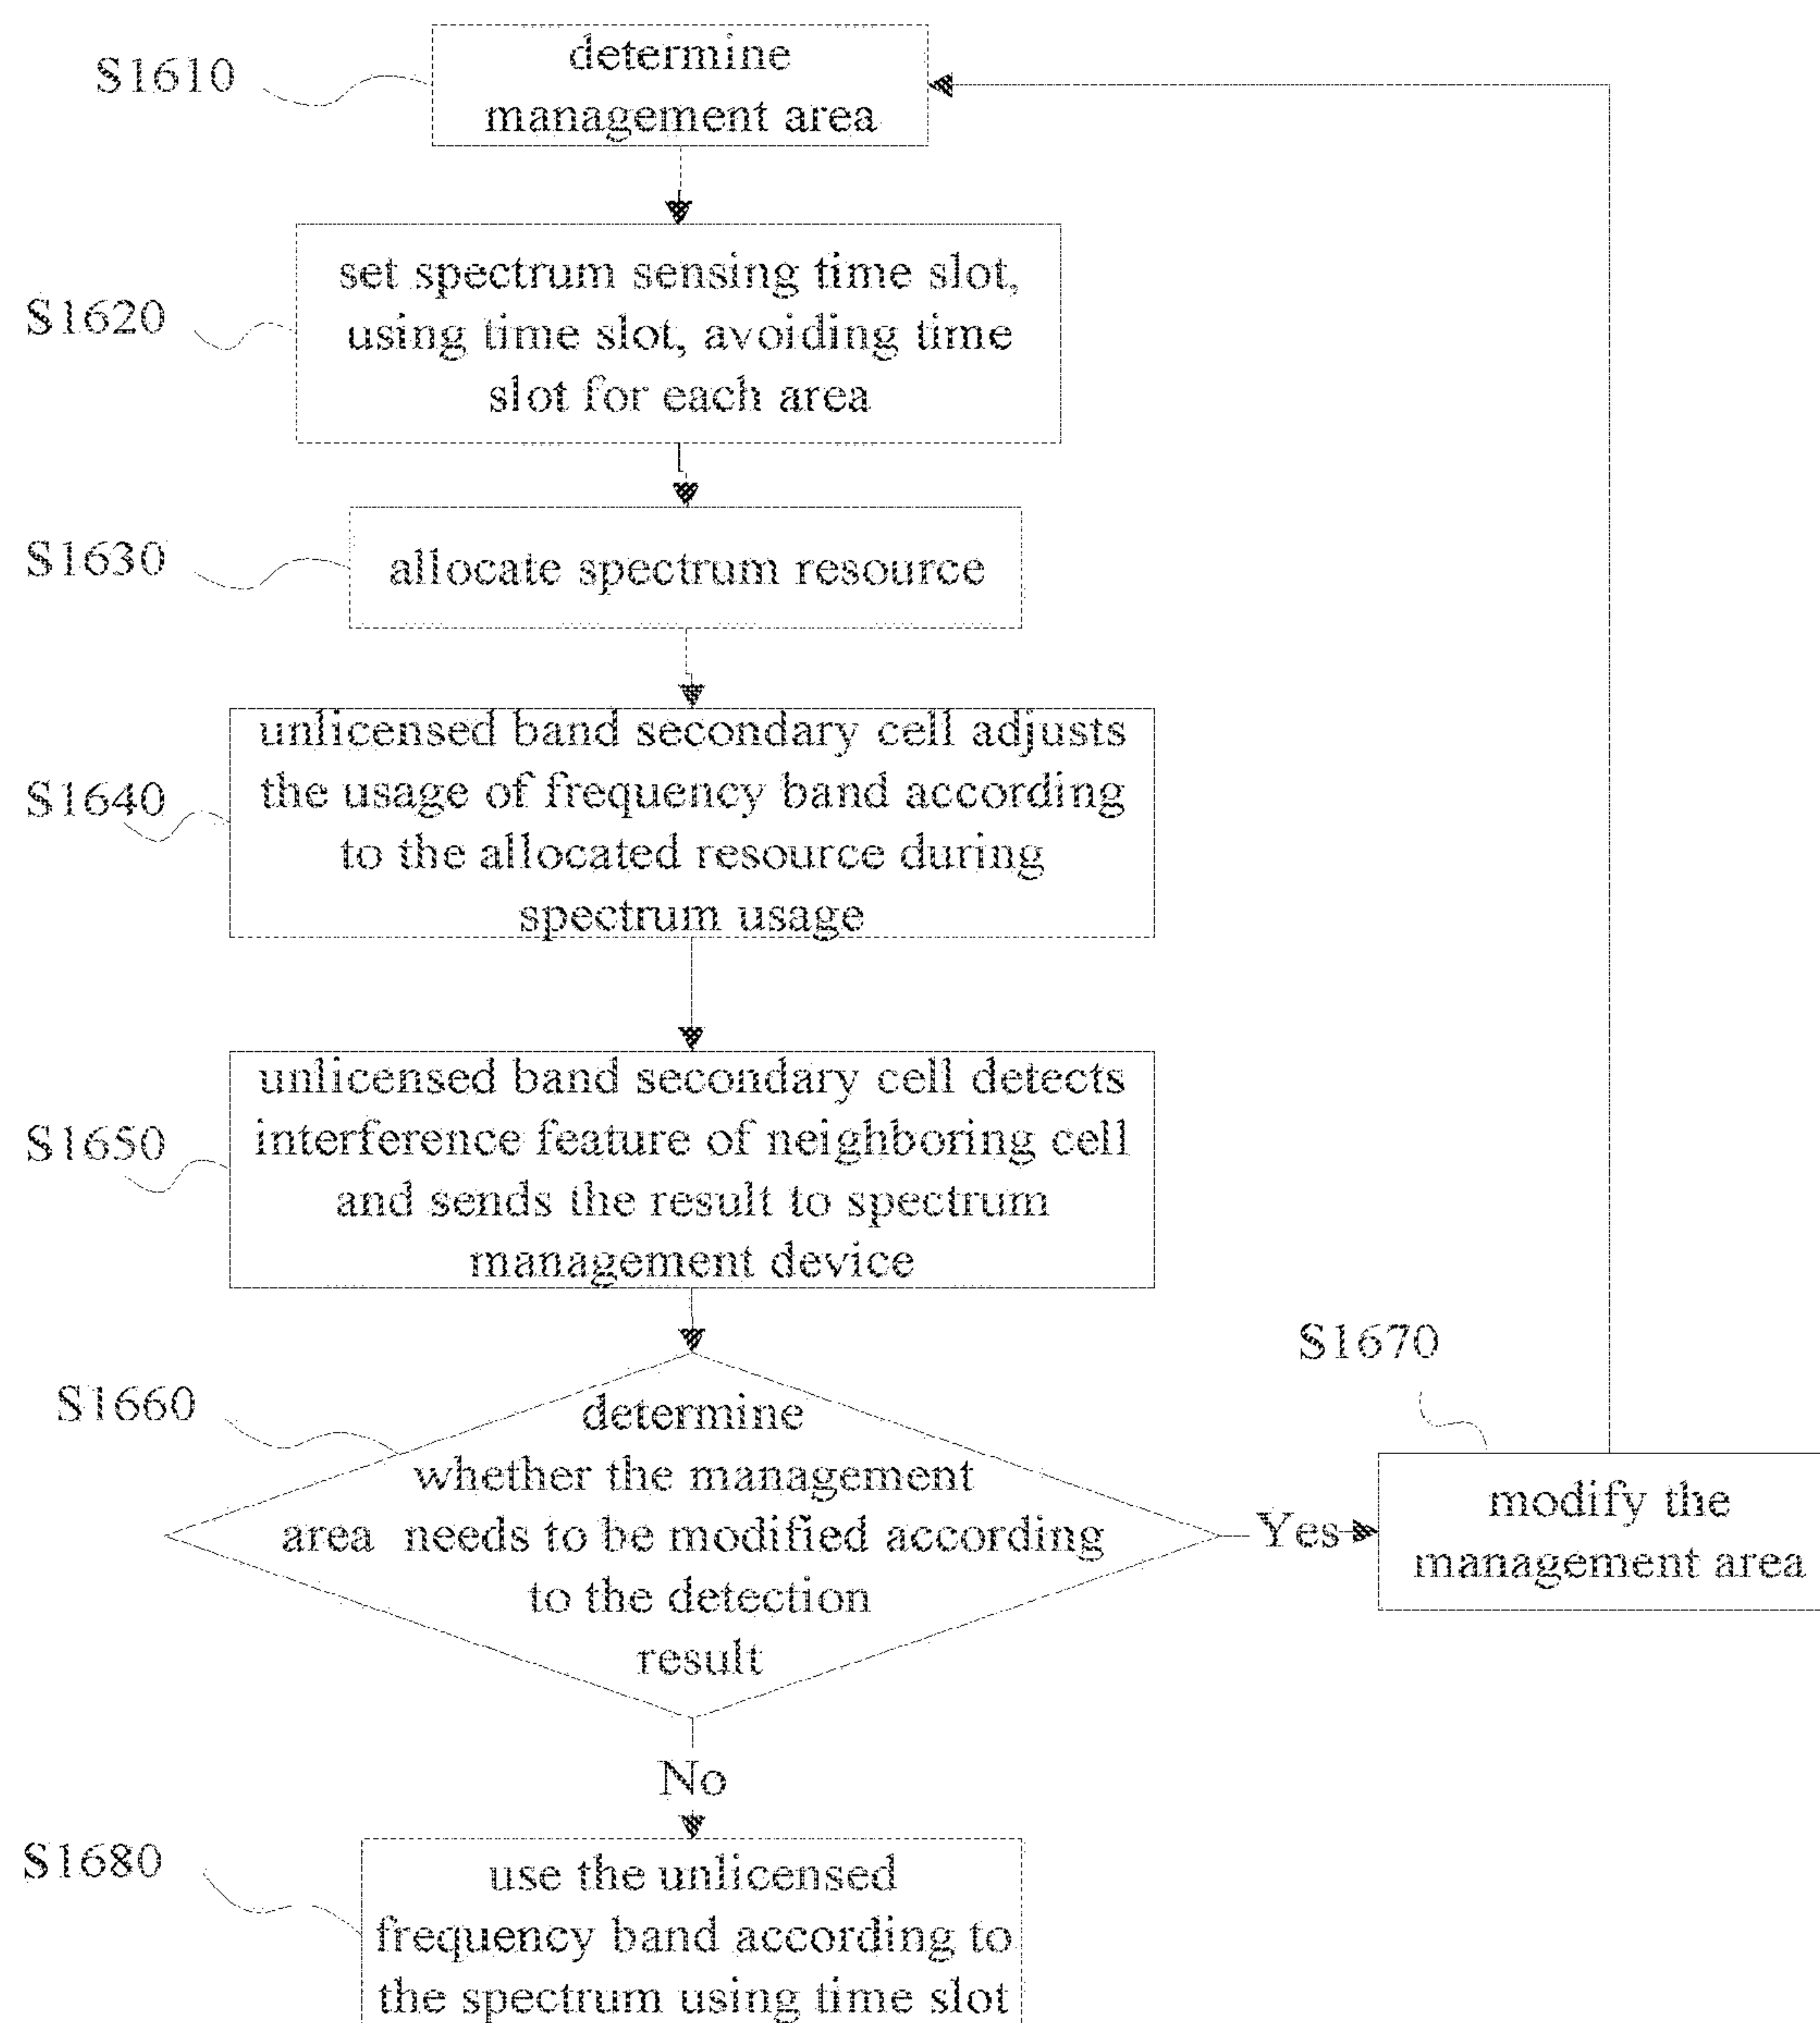 S1610
determine
management area
S1620
set spectrum sensing time slot,
using time slot, avoiding time
slot for each area
S1630
allocate spectrum resource
S1640
unlicensed band secondary cell adjusts
the usage of frequency band according
to the allocated resource during
spectrum usage
S1650
unlicensed band secondary cell detects
interference feature of neighboring cell
and sends the result to spectrum
management device
S1660
determine
whether the management
area needs to be modified according
to the detection
result
Yes
S1670
modify the
management area
No
S1680
use the unlicensed
frequency band according to
the spectrum using time slot